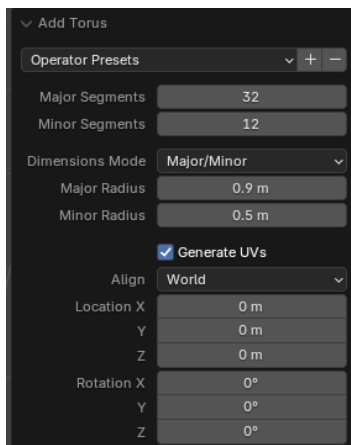 Add Torus
Operator Presets
Major Segments 32
Minor Segments 12
Dimensions Mode Major/Minor
Major Radius 0.9 m
Minor Radius 0.5 m
Generate UVs
Align World
Location X 0 m
Y 0 m
Z 0 m
Rotation X 0°
Y 0°
Z 0°